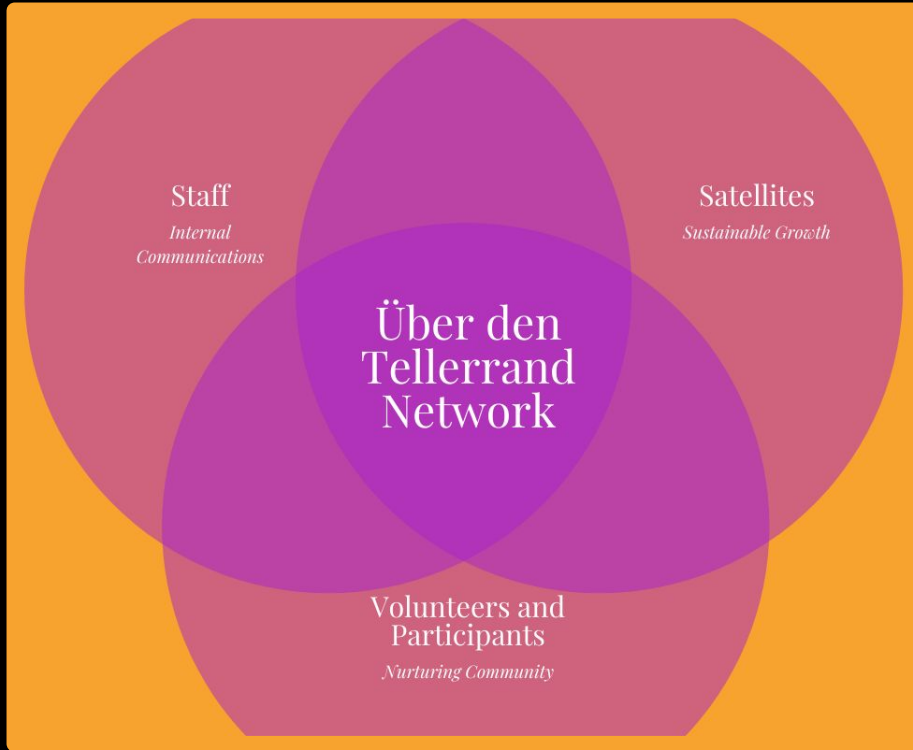 Staff
Internal
Communications
Satellites
Sustainable Growth
Über den
Tellerrand
Network
Volunteers and
Participants
Nurturing Community